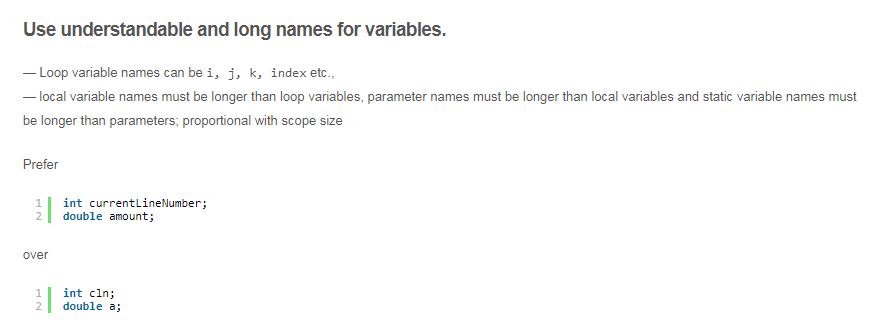 Use understandable and long names for variables.
— Loop variable names can be i, j, k, index etc.,
— local variable names must be longer than loop variables, parameter names must be longer than local variables and static variable names must
be longer than parameters; proportional with scope size
Prefer
1 int currentLineNumber;
2 double amount;
over
1 int cln;
2 double a;